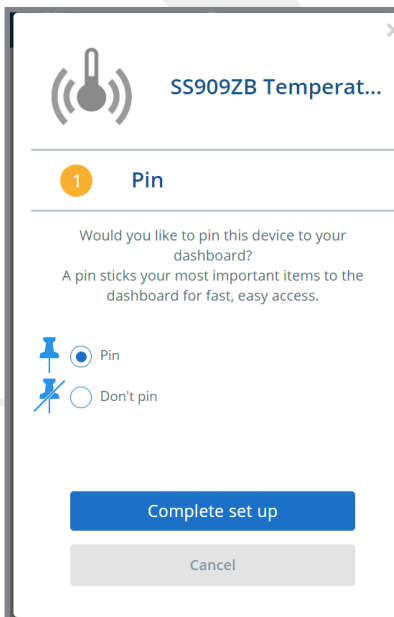 SS909ZB Temperat...
1 Pin
Would you like to pin this device to your
dashboard?
A pin sticks your most important items to the
dashboard for fast, easy access.
Pin
Don't pin
Complete set up
Cancel